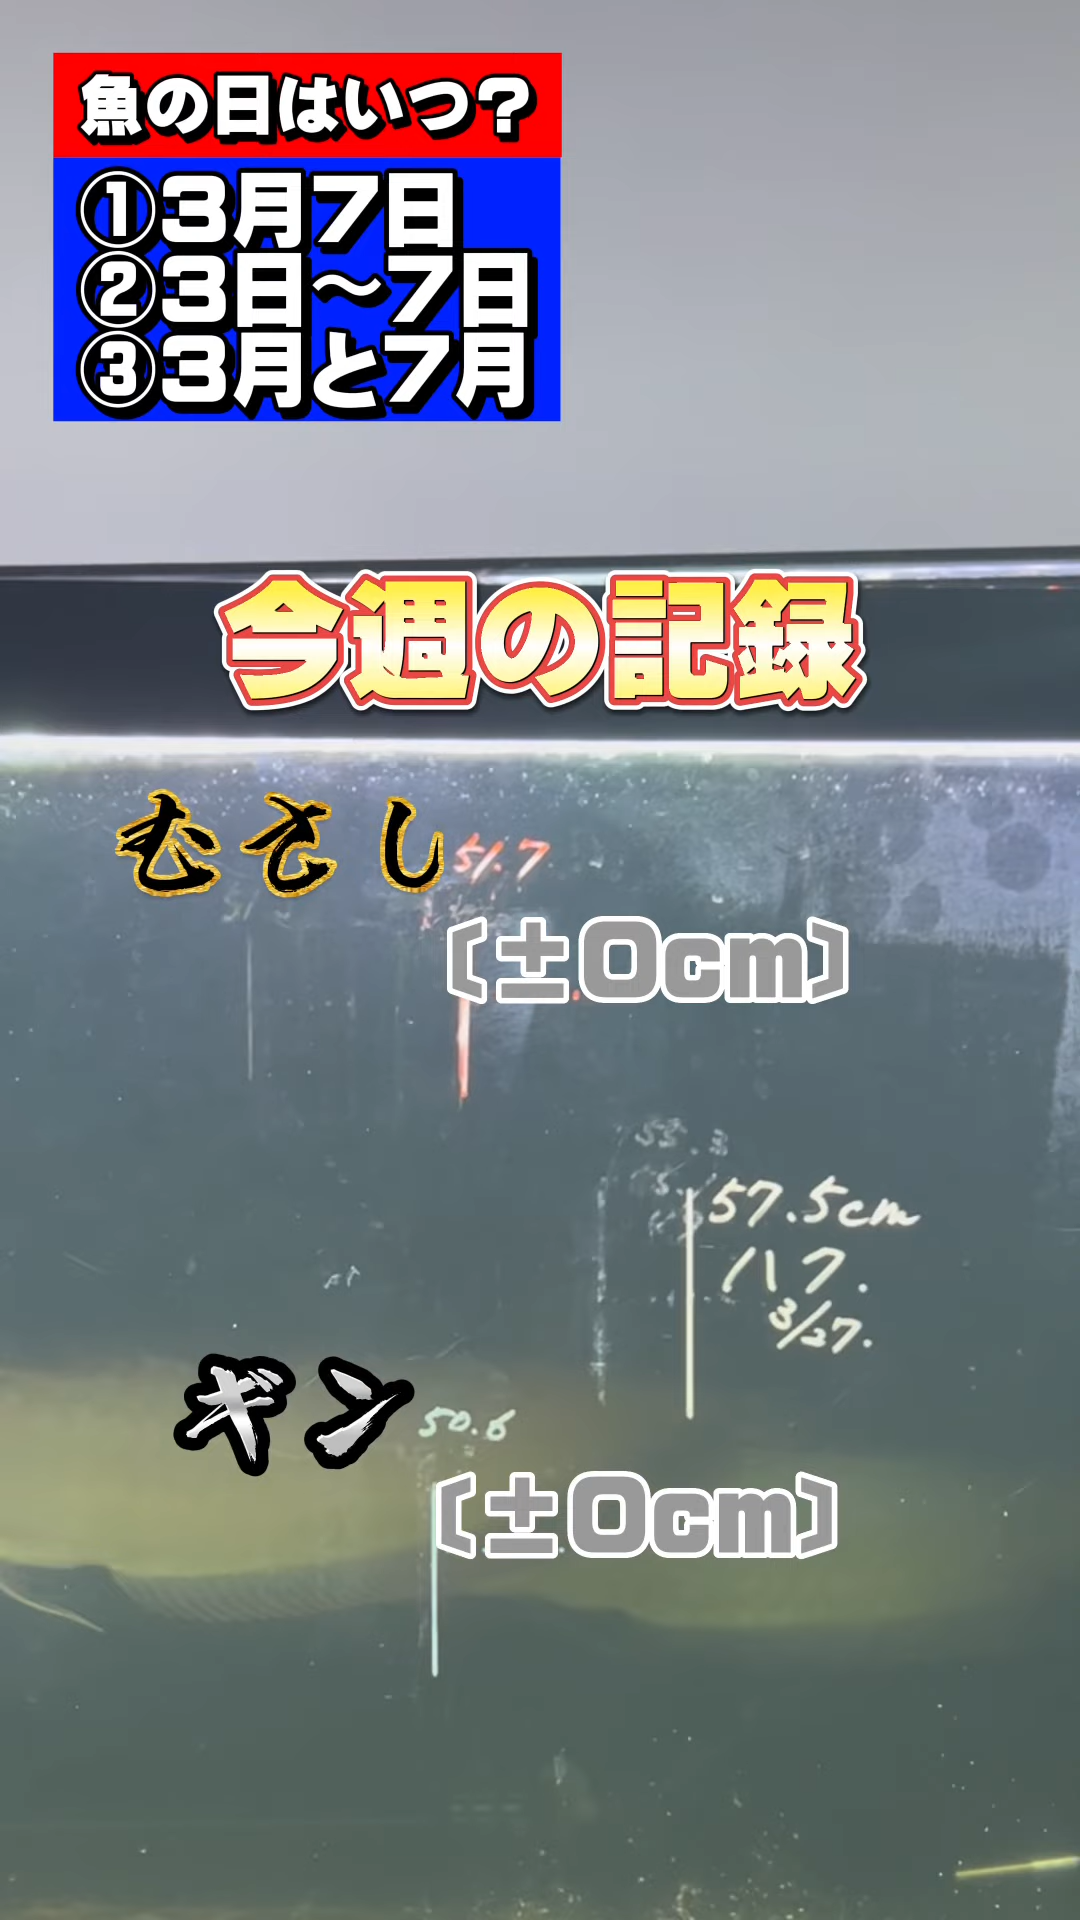 魚の日はいつ?
①3月7日
②3日～7日
③3月と7月
今週の記録
むさし
51.7
〔±0cm〕
55.3
57.5cm
ハク.
3/27.
ギン
50.6
〔±0cm〕